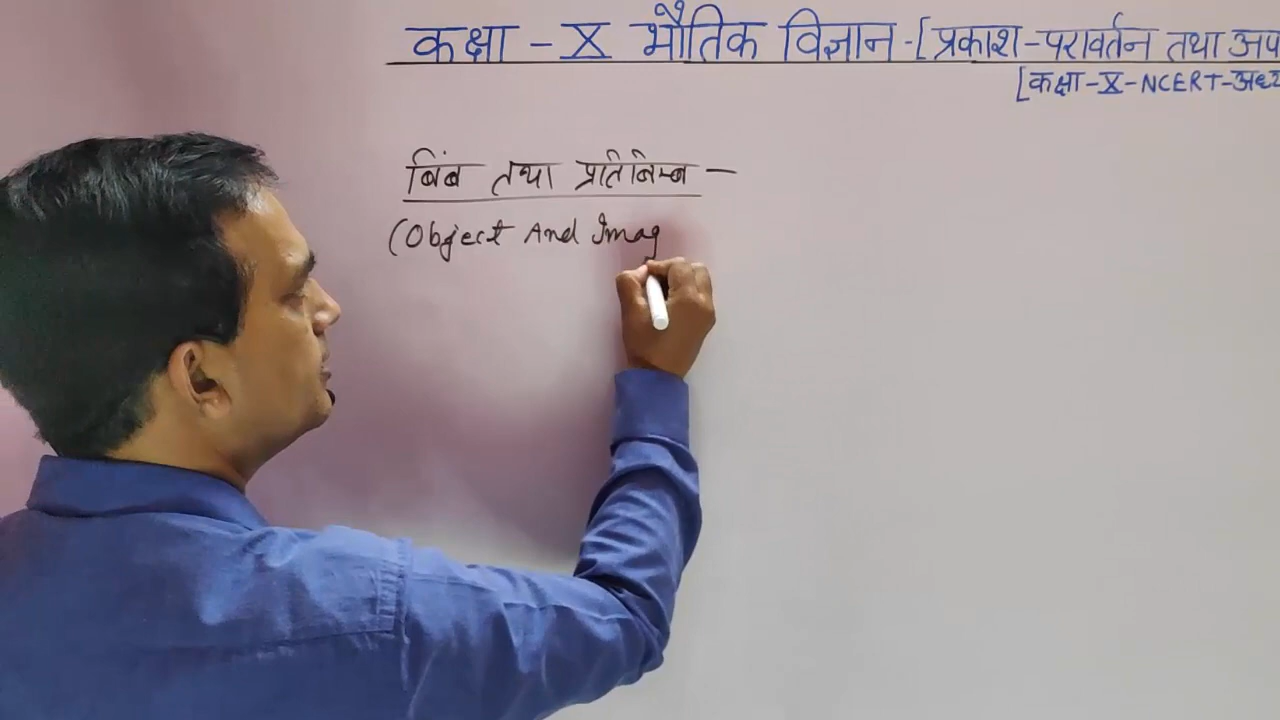 कक्षा - X भौतिक विज्ञान - [प्रकाश - परावर्तन तथा अप
[कक्षा - X - NCERT - अध्य
बिंब तथा प्रतिबिम्ब —
(Object And Imag